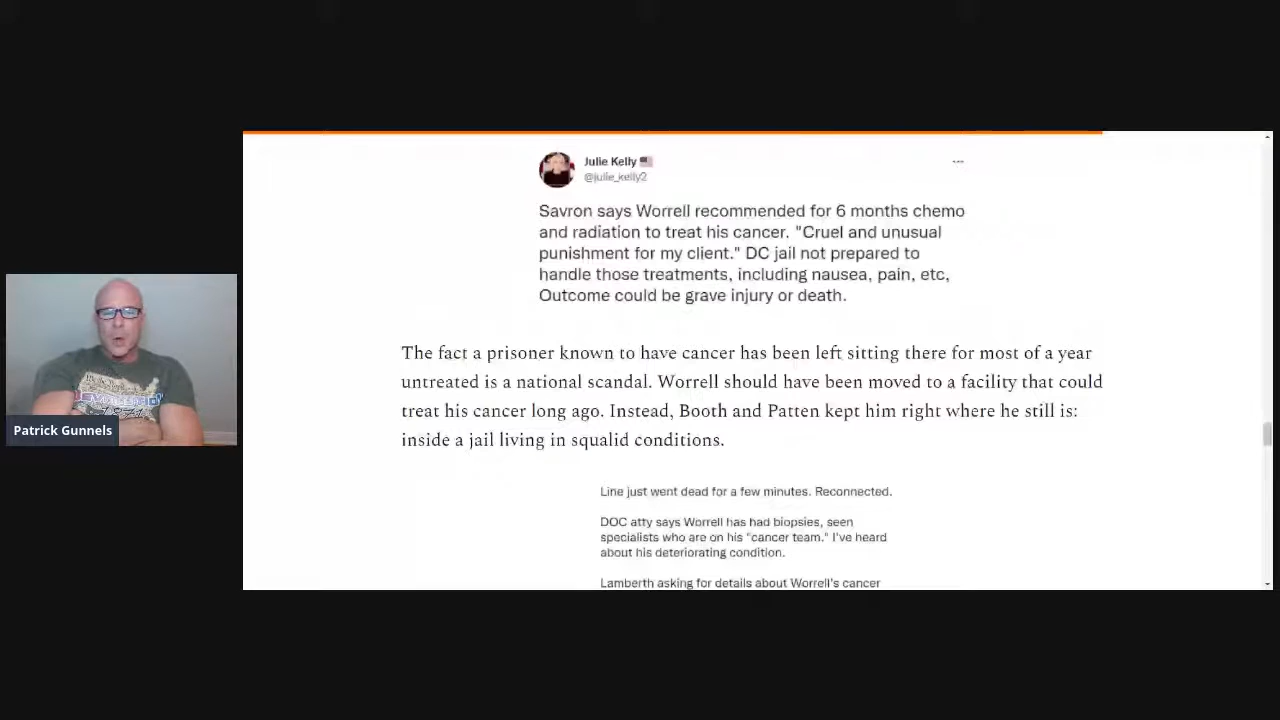 Julie Kelly
@julie_kelly2
Savron says Worrell recommended for 6 months chemo
and radiation to treat his cancer. "Cruel and unusual
punishment for my client." DC jail not prepared to
handle those treatments, including nausea, pain, etc,
Outcome could be grave injury or death.
The fact a prisoner known to have cancer has been left sitting there for most of a year
untreated is a national scandal. Worrell should have been moved to a facility that could
treat his cancer long ago. Instead, Booth and Patten kept him right where he still is:
inside a jail living in squalid conditions.
Patrick Gunnels
Line just went dead for a few minutes. Reconnected.
DOC atty says Worrell has had biopsies, seen
specialists who are on his "cancer team." I've heard
about his deteriorating condition.
Lamberth asking for details about Worrell's cancer